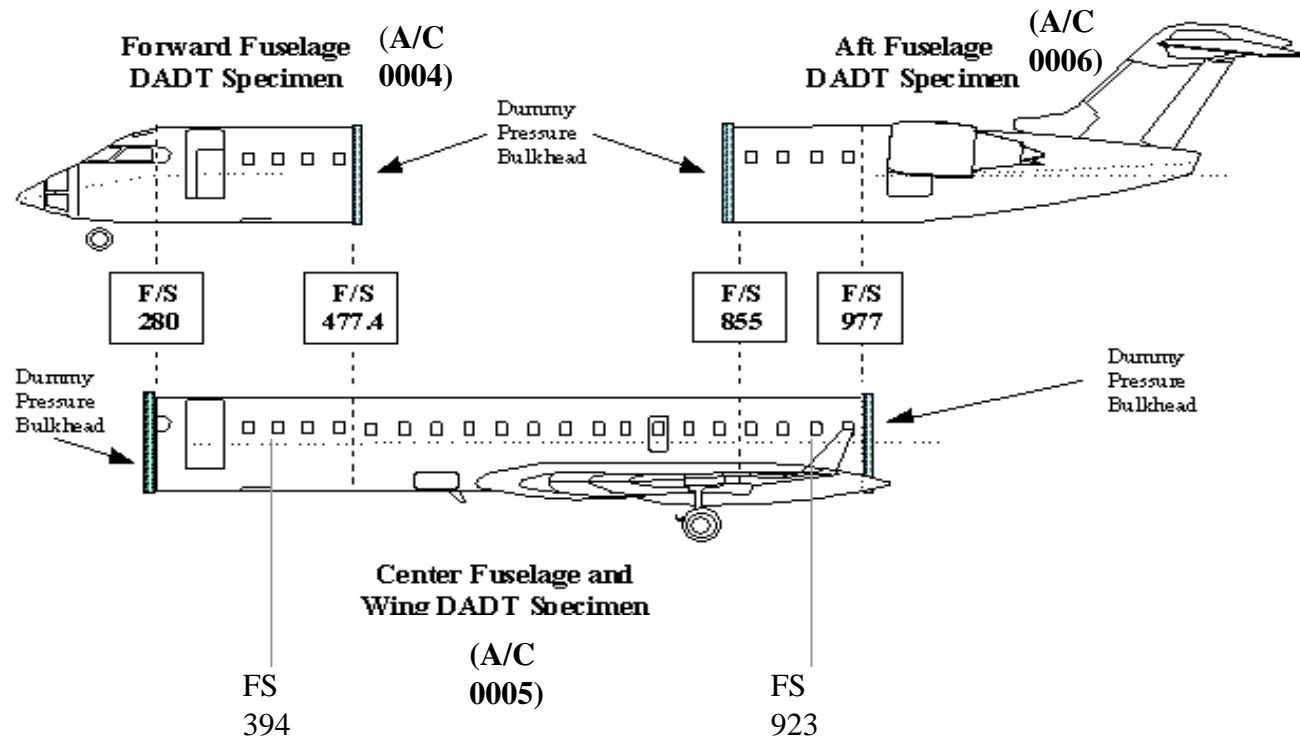 Forward Fuselage
DADT Specimen
(A/C
0004)
Aft Fuselage
DADT Specimen
(A/C
0006)
Dummy
Pressure
Bulkhead
F/S
280
F/S
477.4
F/S
855
F/S
977
Dummy
Pressure
Bulkhead
Dummy
Pressure
Bulkhead
Center Fuselage and
Wing DADT Specimen
(A/C
0005)
FS
394
FS
923